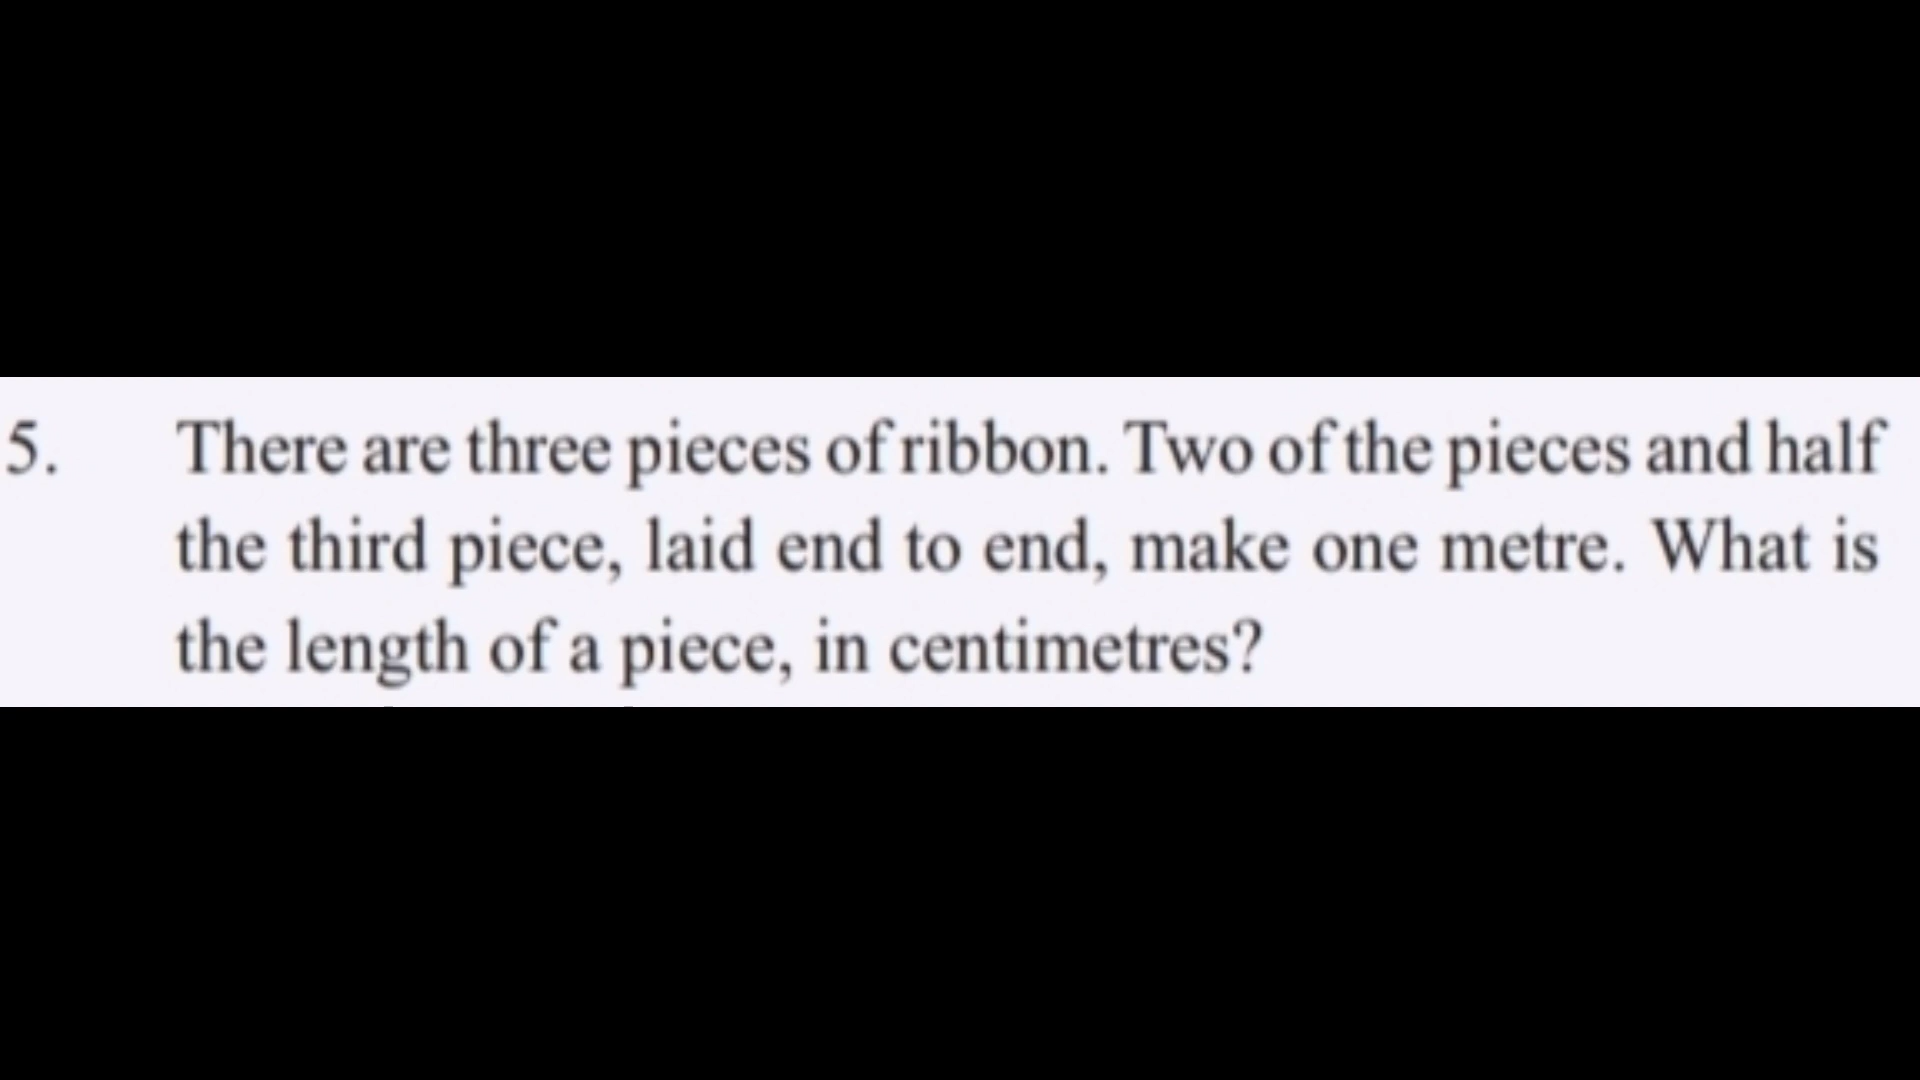 5. There are three pieces of ribbon. Two of the pieces and half
the third piece, laid end to end, make one metre. What is
the length of a piece, in centimetres?